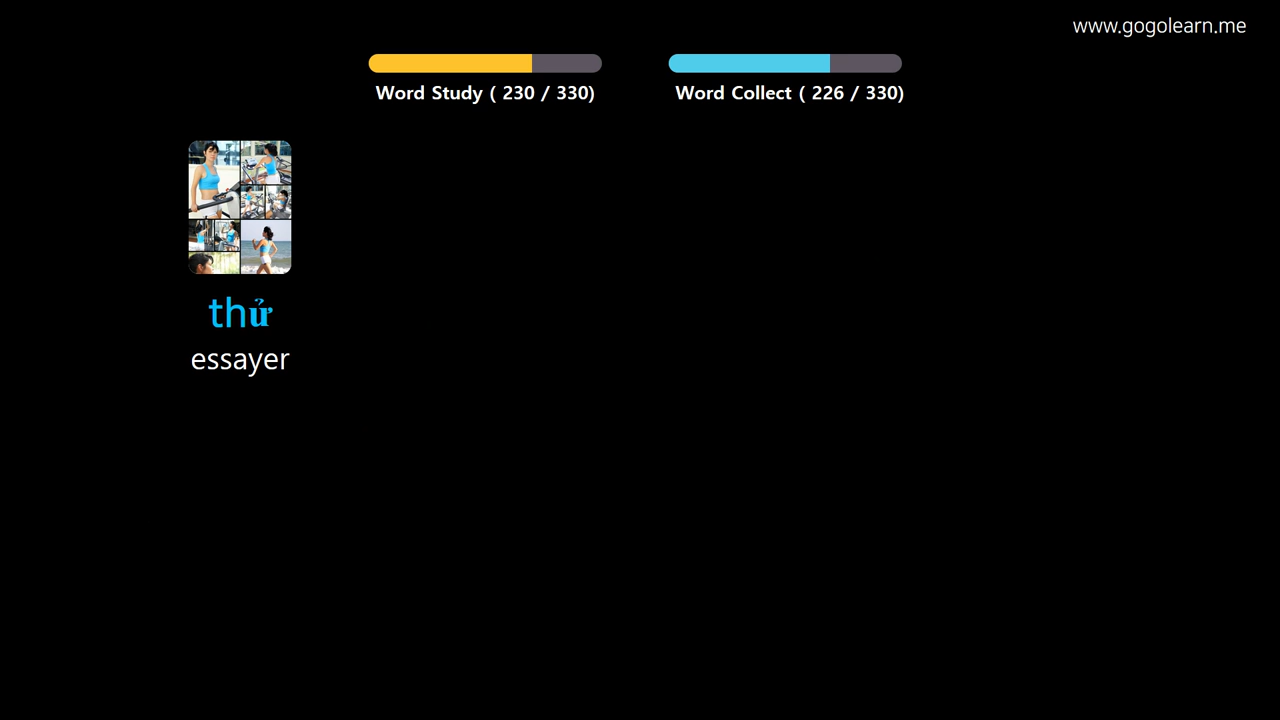 www.gogolearn.me
Word Study ( 230 / 330)
Word Collect ( 226 / 330)
thử
essayer